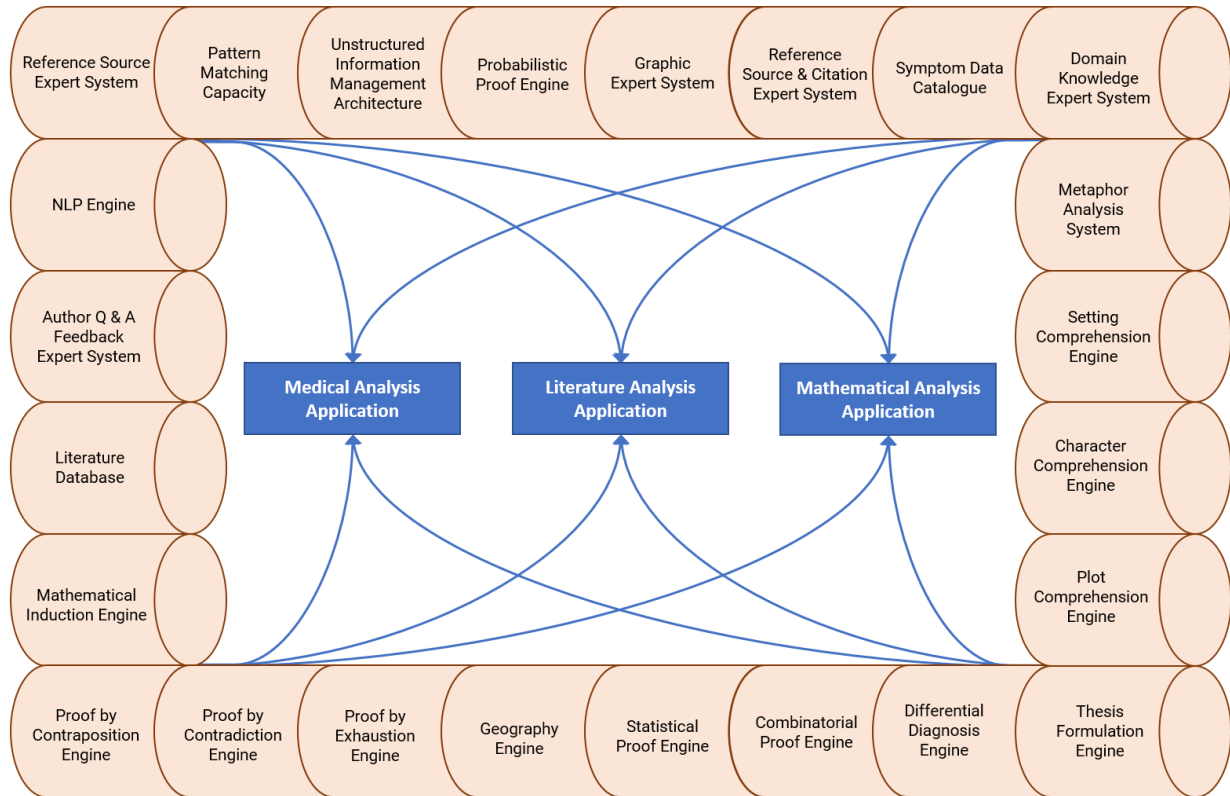 Reference Source
Expert System
Pattern
Matching
Capacity
Unstructured
Information
Management
Architecture
Probabilistic
Proof Engine
Graphic
Expert System
Reference
Source & Citation
Expert System
Symptom Data
Catalogue
Domain
Knowledge
Expert System
NLP Engine
Metaphor
Analysis
System
Author Q & A
Feedback
Expert System
Setting
Comprehension
Engine
Medical Analysis
Application
Literature Analysis
Application
Mathematical Analysis
Application
Literature
Database
Character
Comprehension
Engine
Mathematical
Induction Engine
Plot
Comprehension
Engine
Proof by
Contraposition
Engine
Proof by
Contradiction
Engine
Proof by
Exhaustion
Engine
Geography
Engine
Statistical
Proof Engine
Combinatorial
Proof Engine
Differential
Diagnosis
Engine
Thesis
Formulation
Engine